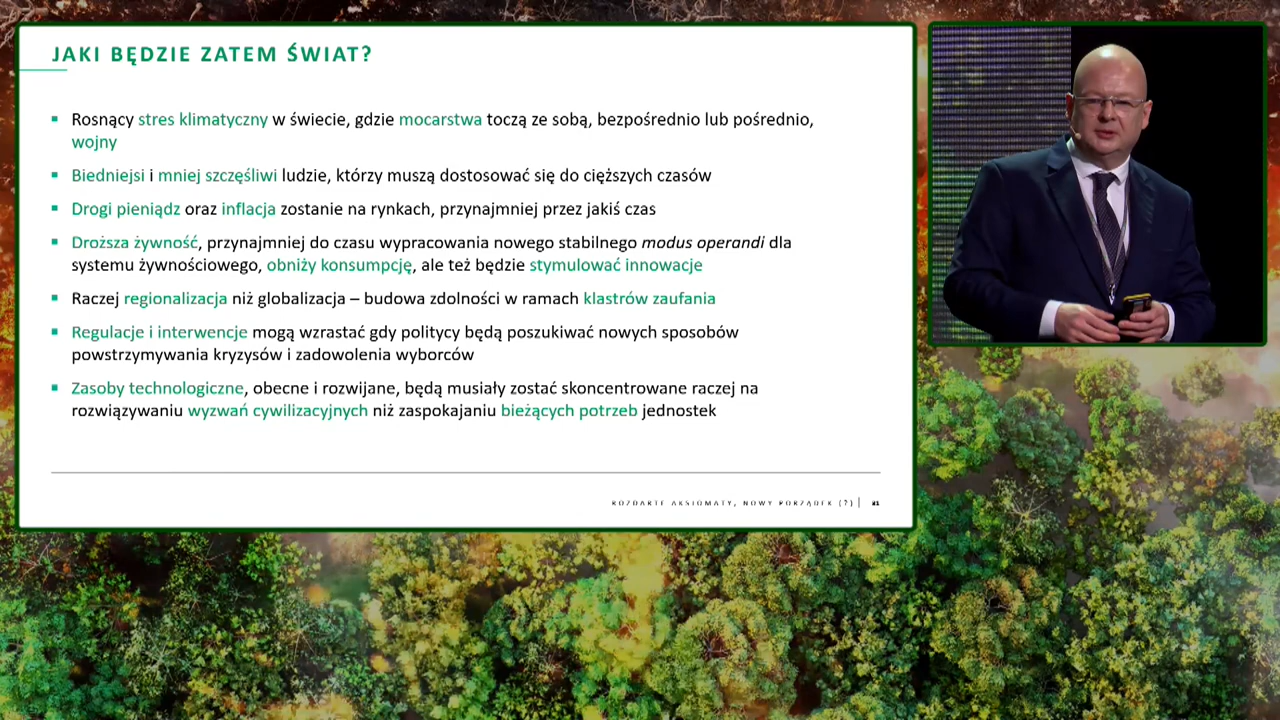 JAKI BĘDZIE ZATEM ŚWIAT?
Rosnący stres klimatyczny w świecie, gdzie mocarstwa toczą ze sobą, bezpośrednio lub pośrednio,
wojny
Biedniejsi i mniej szczęśliwi ludzie, którzy muszą dostosować się do cięższych czasów
Drogi pieniądz oraz inflacja zostanie na rynkach, przynajmniej przez jakiś czas
Droższa żywność, przynajmniej do czasu wypracowania nowego stabilnego modus operandi dla
systemu żywnościowego, obniży konsumpcję, ale też będzie stymulować innowacje
Raczej regionalizacja niż globalizacja – budowa zdolności w ramach klastrów zaufania
Regulacje i interwencje mogą wzrastać gdy politycy będą poszukiwać nowych sposobów
powstrzymywania kryzysów i zadowolenia wyborców
Zasoby technologiczne, obecne i rozwijane, będą musiały zostać skoncentrowane raczej na
rozwiązywaniu wyzwań cywilizacyjnych niż zaspokajaniu bieżących potrzeb jednostek
ROZDARTE AKSJOMATY, NOWY PORZĄDEK (?) |